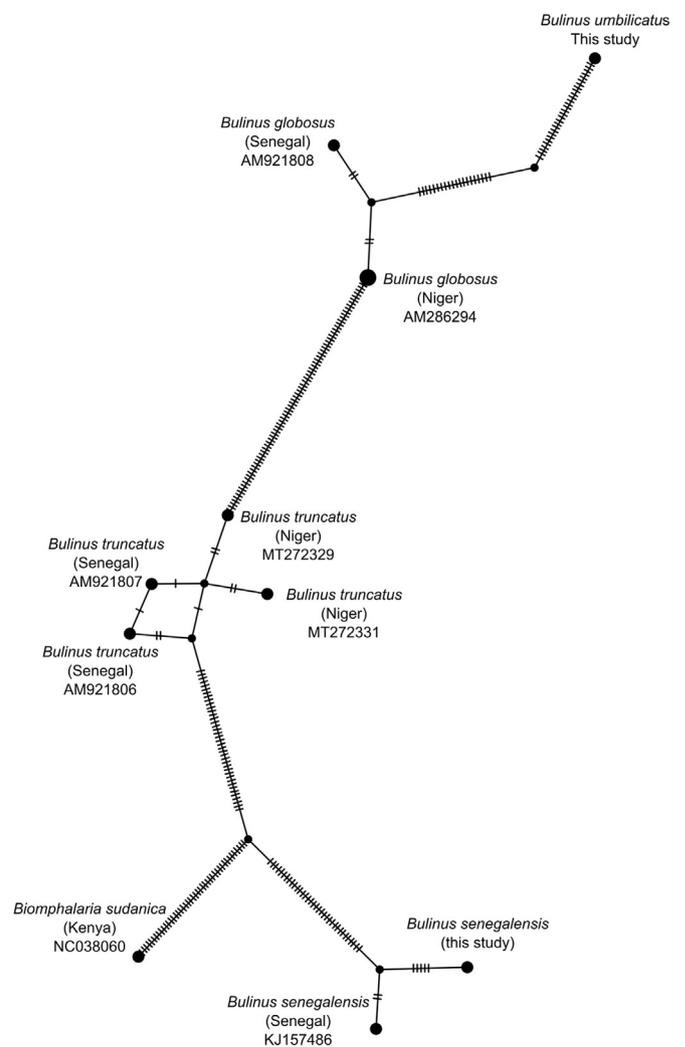 Bulinus umbilicatus
This study
Bulinus globosus
(Senegal)
AM921808
Bulinus globosus
(Niger)
AM286294
Bulinus truncatus
(Niger)
MT272329
Bulinus truncatus
(Senegal)
AM921807
Bulinus truncatus
(Niger)
MT272331
Bulinus truncatus
(Senegal)
AM921806
Biomphalaria sudanica
(Kenya)
NC038060
Bulinus senegalensis
(this study)
Bulinus senegalensis
(Senegal)
KJ157486